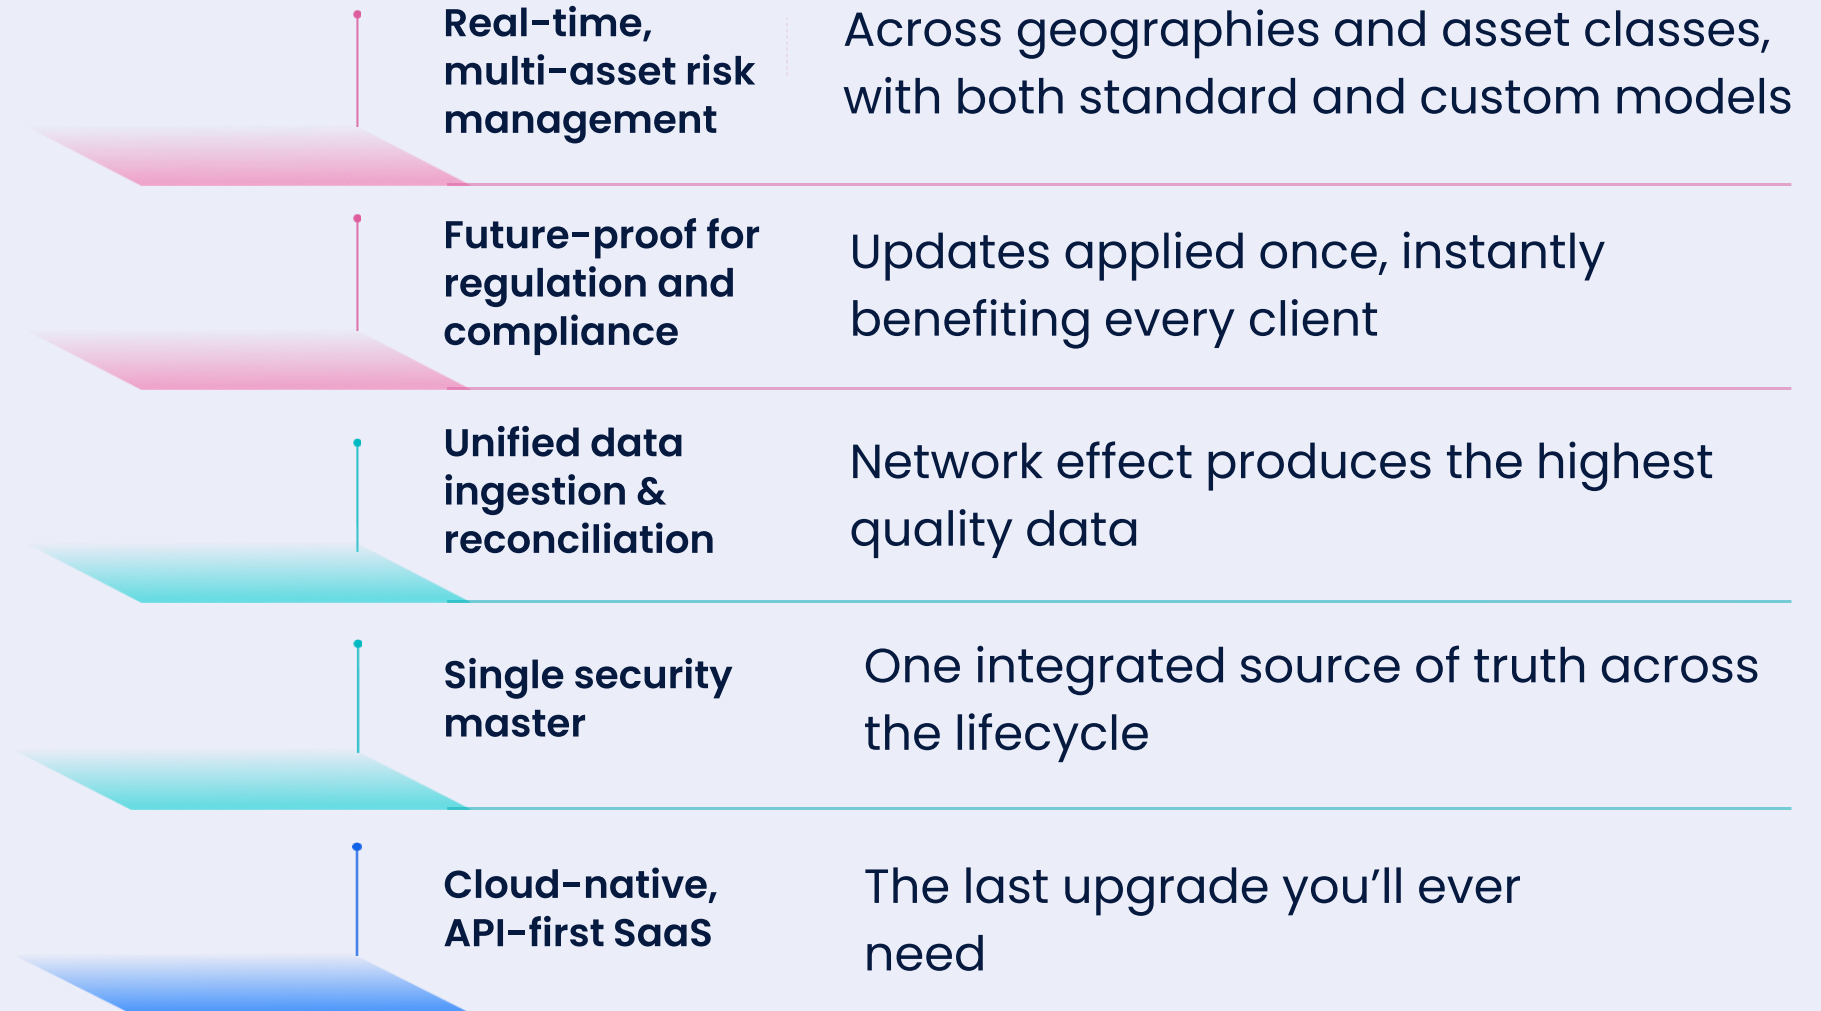 Real-time,
multi-asset risk
management
Across geographies and asset classes,
with both standard and custom models
Future-proof for
regulation and
compliance
Updates applied once, instantly
benefiting every client
Unified data
ingestion &
reconciliation
Network effect produces the highest
quality data
Single security
master
One integrated source of truth across
the lifecycle
Cloud-native,
API-first SaaS
The last upgrade you’ll ever
need